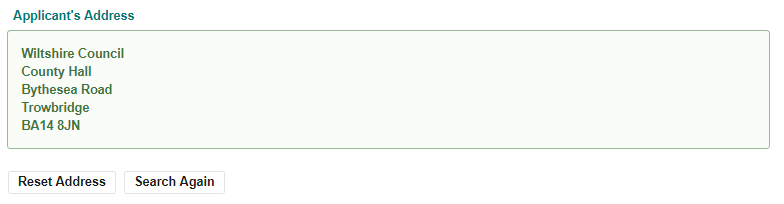 Applicant's Address
Wiltshire Council
County Hall
Bythesea Road
Trowbridge
BA14 8JN
Reset Address Search Again